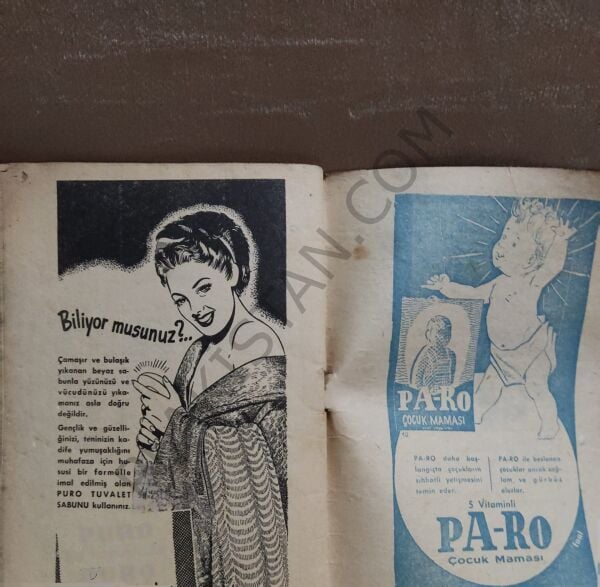 Biliyor musunuz?..
Çamaşır ve bulaşık
yıkanan beyaz sa-
bunla yüzünüzü ve
vücudünüzü yıka-
manız asla doğru
değildir.
Gençlik ve güzelli-
ğinizi, teninizin ka-
dife yumuşaklığını
muhafaza için hu-
susi bir formülle
imal edilmiş olan
PURO TUVALET
SABUNU kullanınız.
PURO
PA-RO
ÇOCUK MAMASI
PA-RO daha baş-
langıçta çocukların
sıhhatli yetişmesini
temin eder.
PA-RO ile beslenen
çocuklar ancak sağ-
lam, ve gürbüz
olurlar.
5 Vitaminli
PA-RO
Çocuk Maması